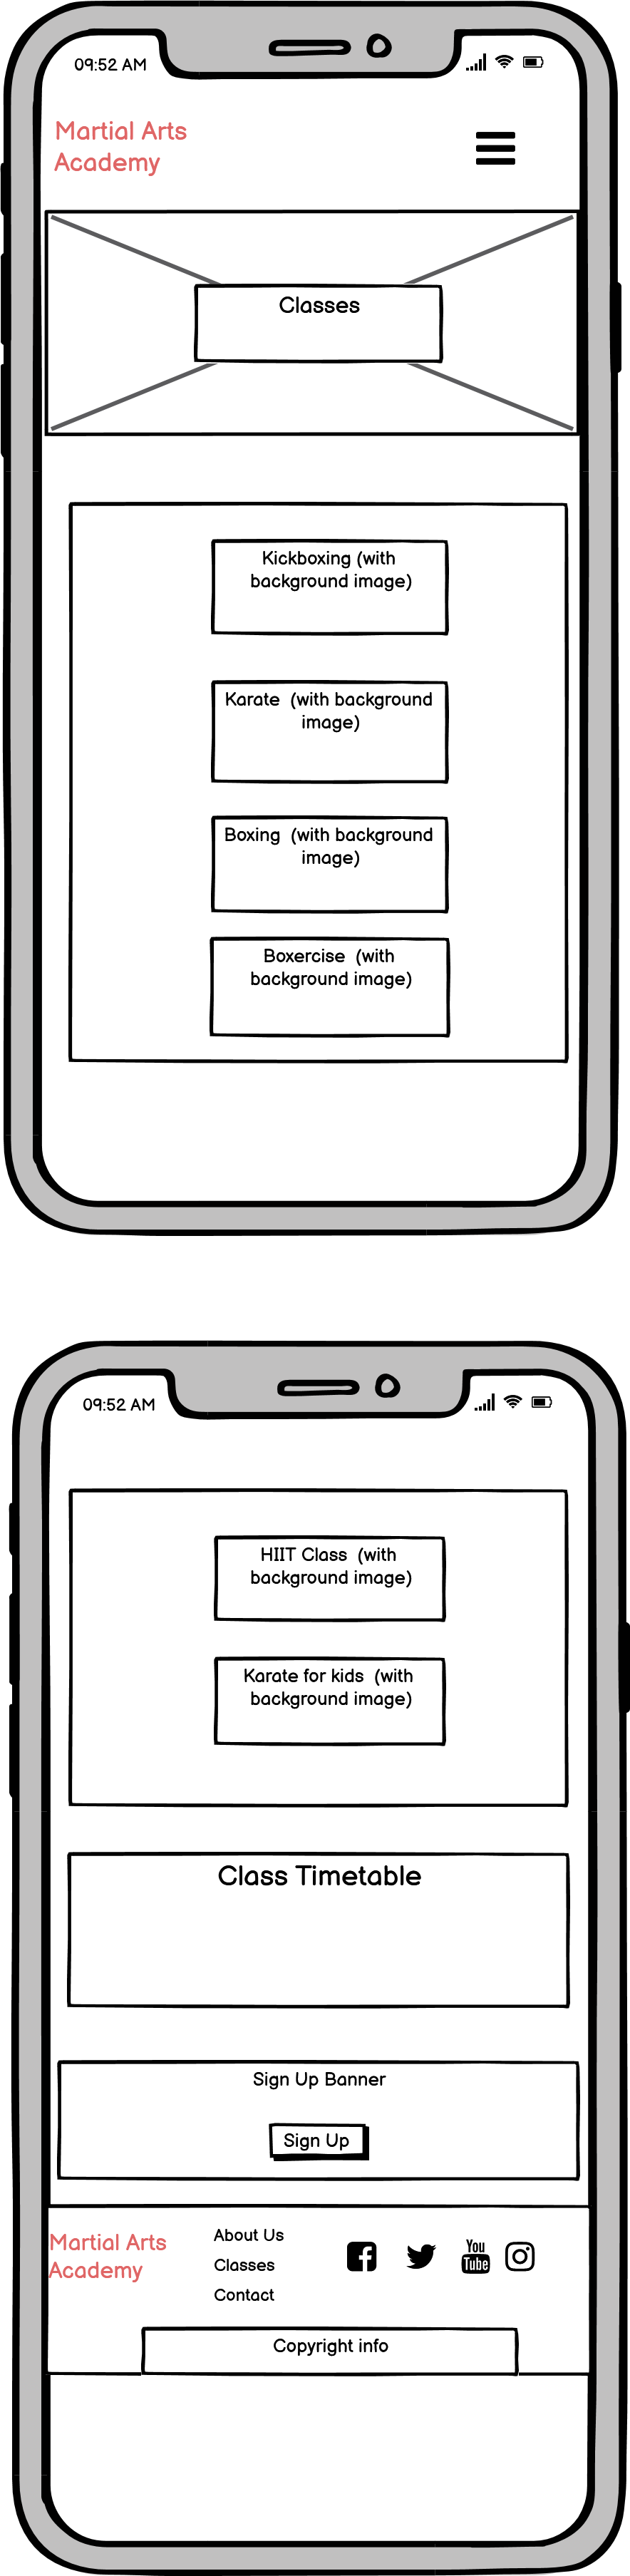 09:52 AM
Martial Arts
Academy
Classes
Kickboxing (with
background image)
Karate (with background
image)
Boxing (with background
image)
Boxercise (with
background image)
09:52 AM
HIIT Class (with
background image)
Karate for kids (with
background image)
Class Timetable
Sign Up Banner
Sign Up
Martial Arts
Academy
About Us
Classes
Contact
You
Tube
Copyright info